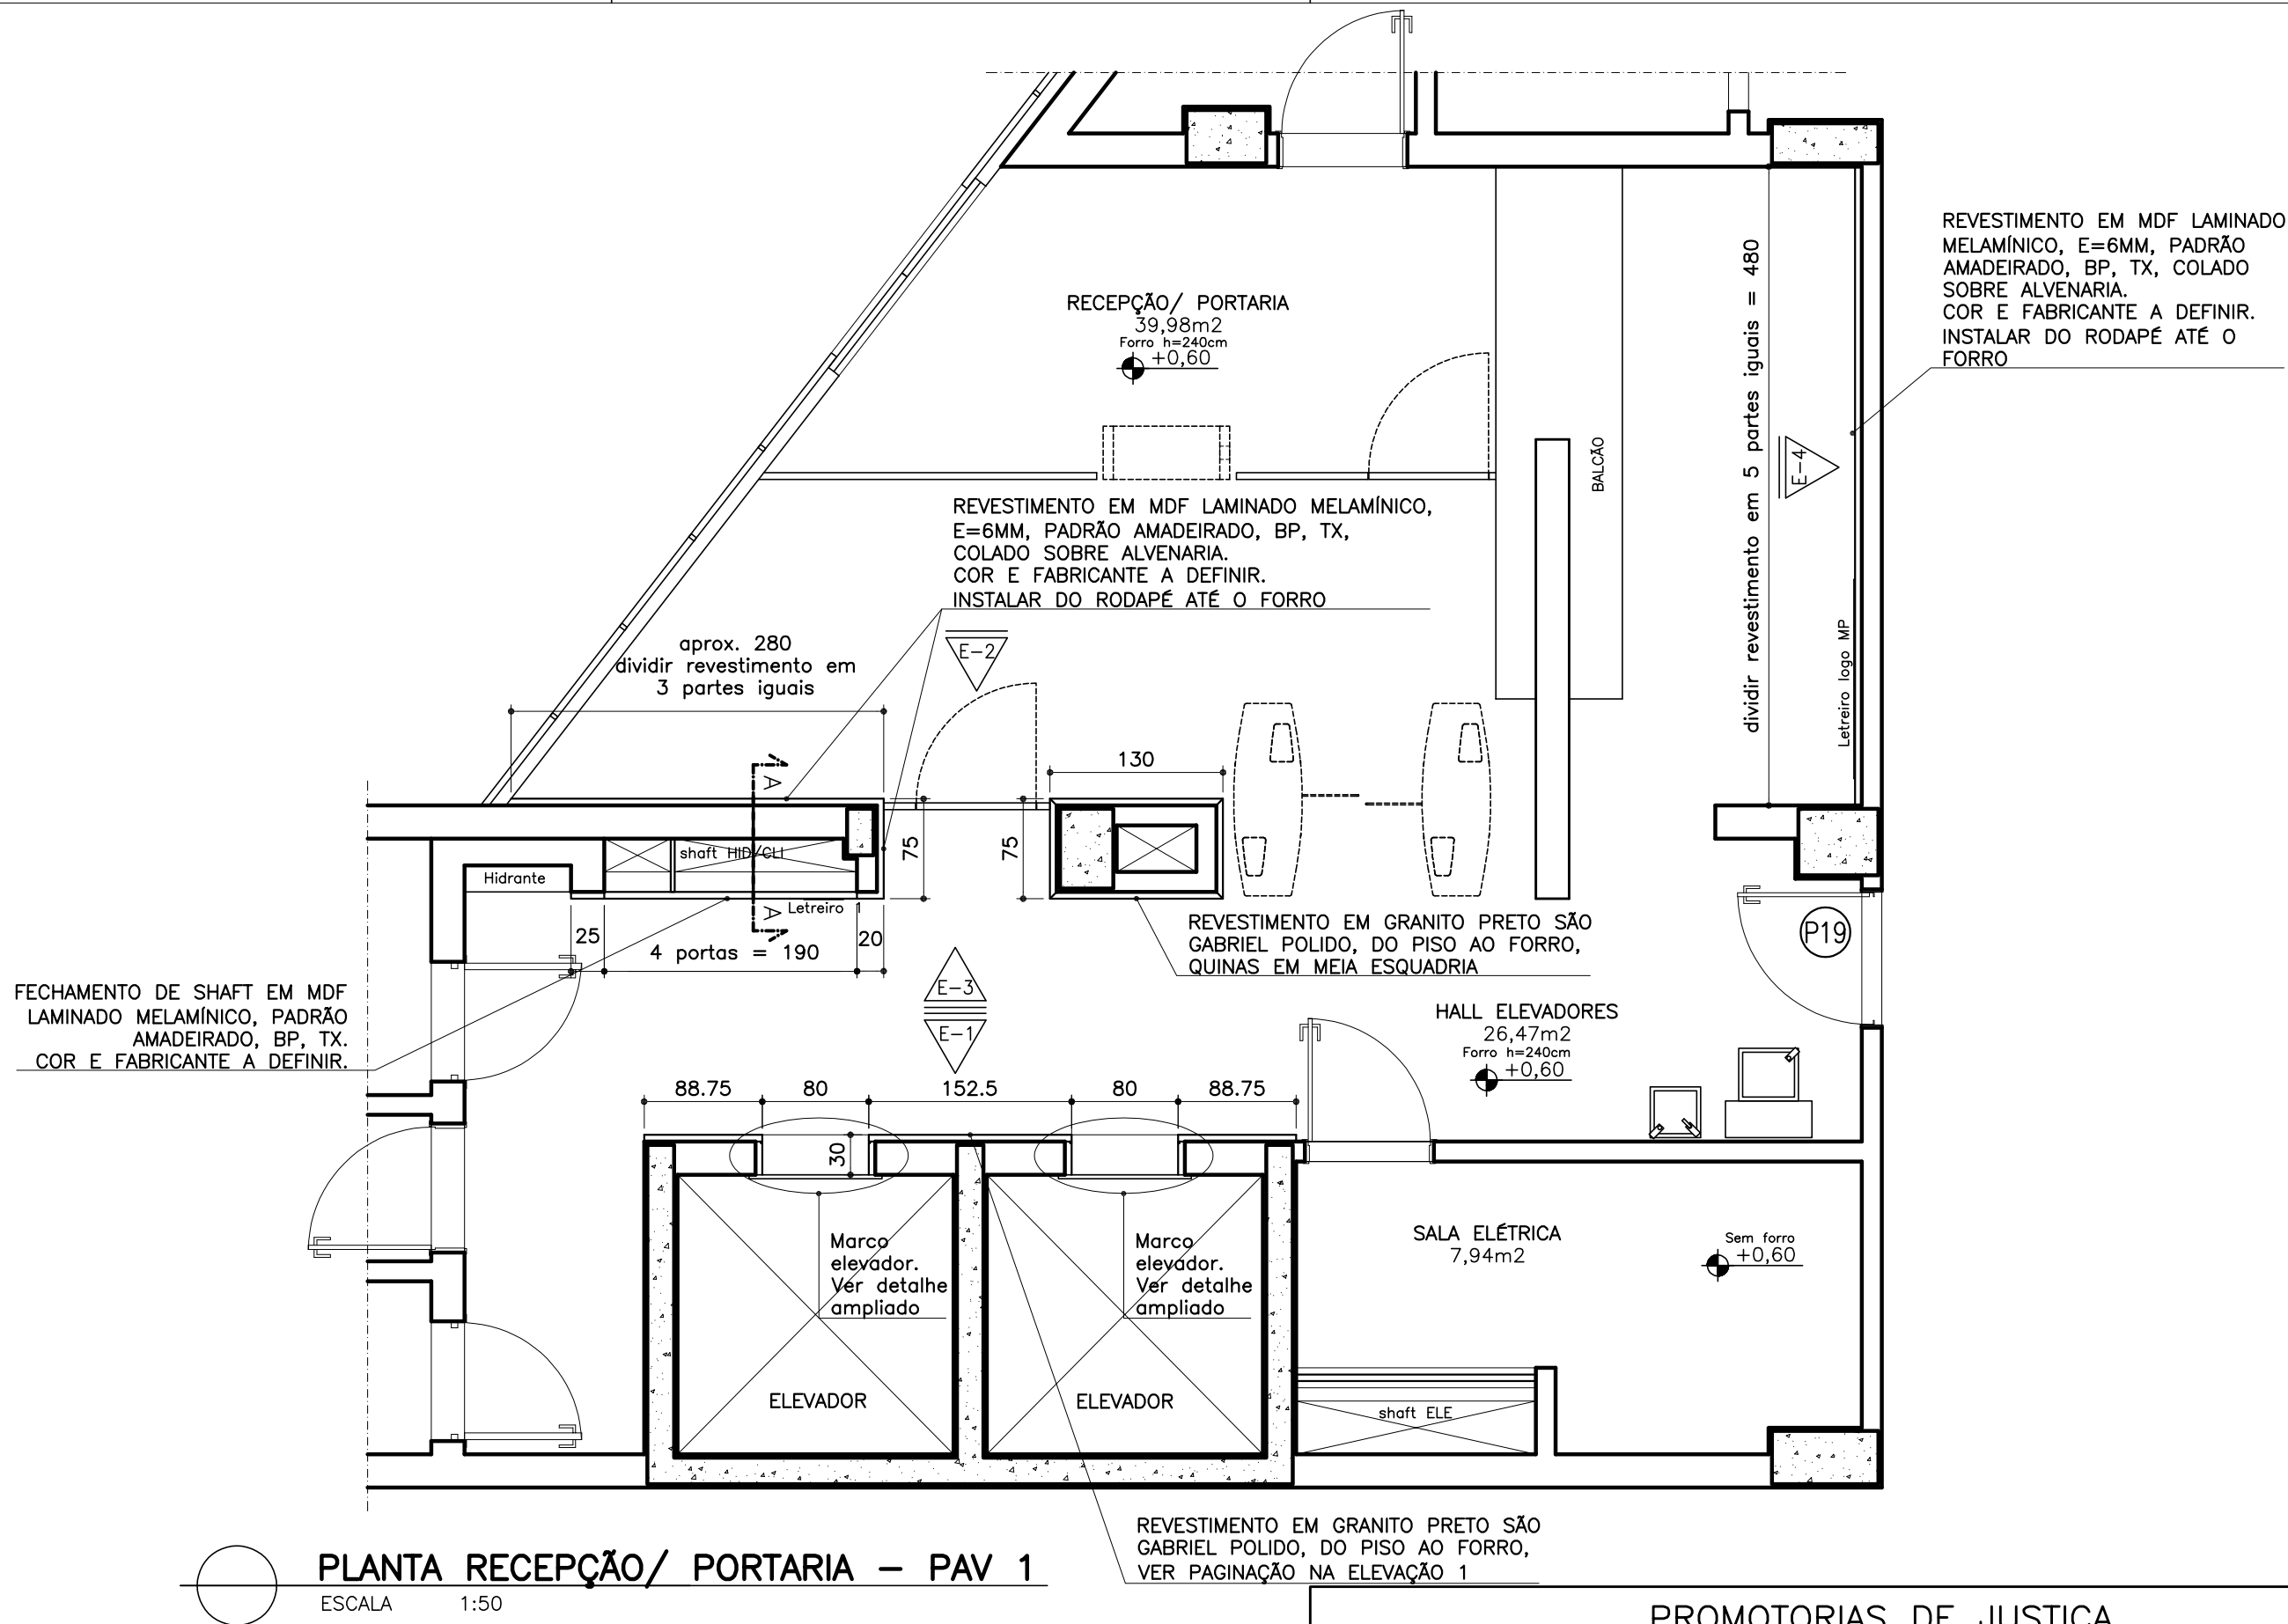 REVESTIMENTO EM MDF LAMINADO
MELAMÍNICO, E=6MM, PADRÃO
AMADEIRADO, BP, TX, COLADO
SOBRE ALVENARIA.
COR E FABRICANTE A DEFINIR.
INSTALAR DO RODAPÉ ATÉ O
FORRO
RECEPÇÃO/ PORTARIA
39,98m2
Forro h=240cm
+0,60
BALCÃO
dividir revestimento em 5 partes iguais = 480
E-4
Letreiro logo MP
REVESTIMENTO EM MDF LAMINADO MELAMÍNICO,
E=6MM, PADRÃO AMADEIRADO, BP, TX,
COLADO SOBRE ALVENARIA.
COR E FABRICANTE A DEFINIR.
INSTALAR DO RODAPÉ ATÉ O FORRO
aprox. 280
dividir revestimento em
3 partes iguais
E-2
A
130
75
75
shaft HID/CLI
Hidrante
A
Letreiro 1
25
4 portas = 190
20
REVESTIMENTO EM GRANITO PRETO SÃO
GABRIEL POLIDO, DO PISO AO FORRO,
QUINAS EM MEIA ESQUADRIA
P19
E-3
E-1
FECHAMENTO DE SHAFT EM MDF
LAMINADO MELAMÍNICO, PADRÃO
AMADEIRADO, BP, TX.
COR E FABRICANTE A DEFINIR.
HALL ELEVADORES
26,47m2
Forro h=240cm
+0,60
88.75
80
152.5
80
88.75
30
Marco
elevador.
Ver detalhe
ampliado
Marco
elevador.
Ver detalhe
ampliado
SALA ELÉTRICA
7,94m2
Sem forro
+0,60
ELEVADOR
ELEVADOR
shaft ELE
REVESTIMENTO EM GRANITO PRETO SÃO
GABRIEL POLIDO, DO PISO AO FORRO,
VER PAGINAÇÃO NA ELEVAÇÃO 1
PLANTA RECEPÇÃO/ PORTARIA - PAV 1
ESCALA 1:50
PROMOTORIAS DE JUSTIÇA